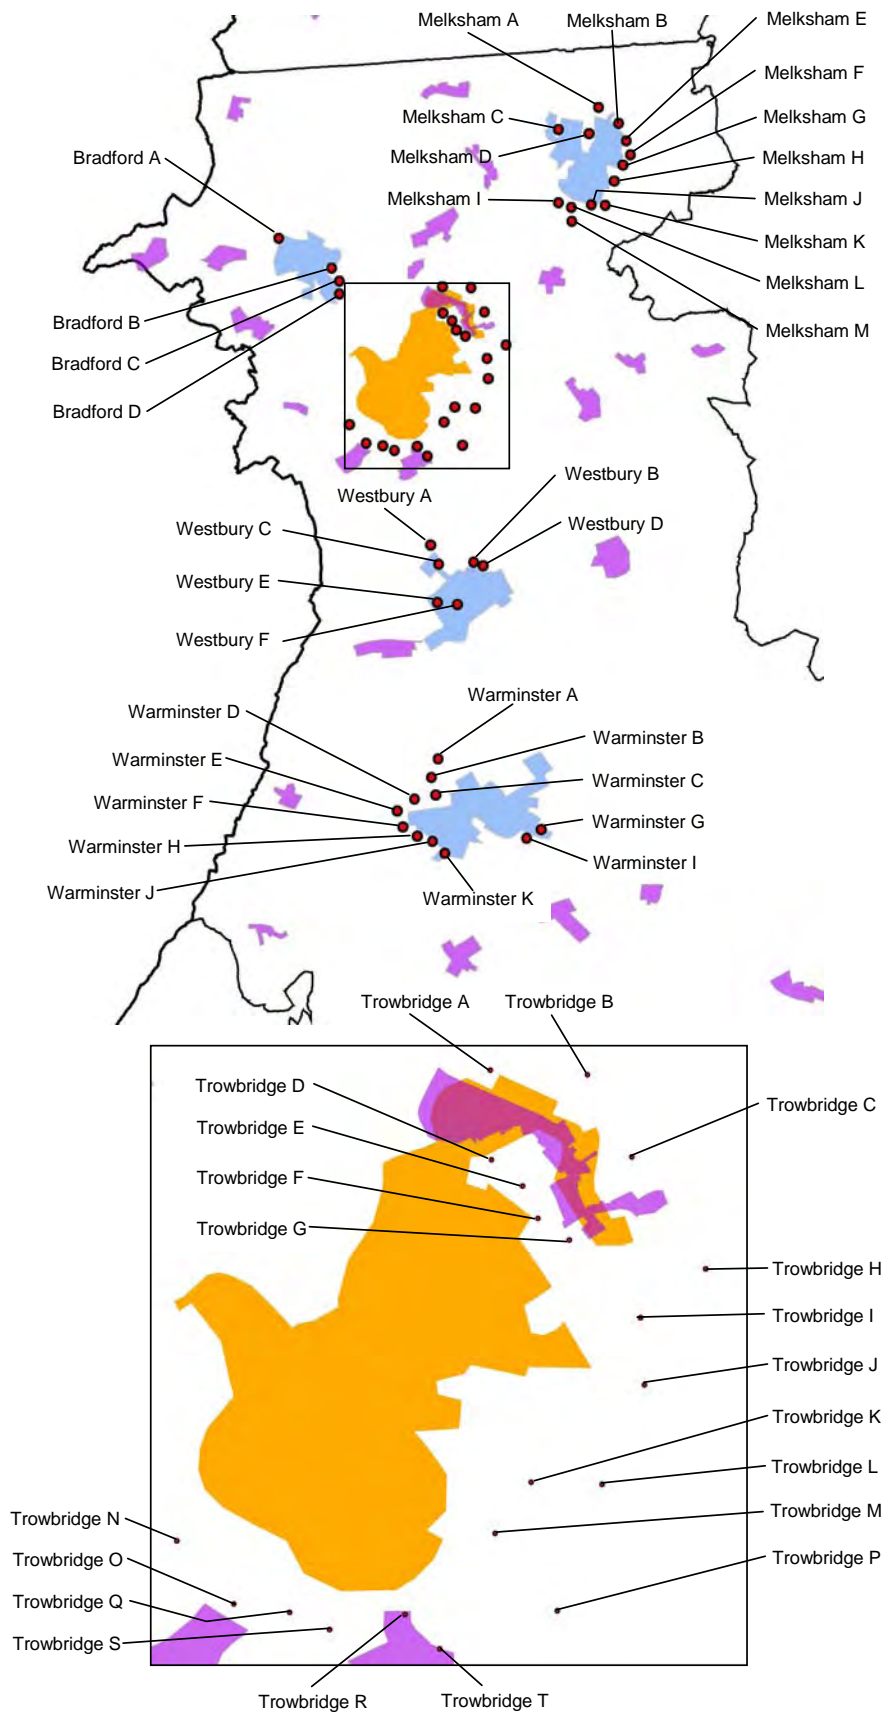 Melksham A
Melksham B
Melksham E
Melksham F
Melksham C
Melksham G
Melksham D
Bradford A
Melksham H
Melksham I
Melksham J
Melksham K
Melksham L
Bradford B
Melksham M
Bradford C
Bradford D
Westbury B
Westbury A
Westbury C
Westbury D
Westbury E
Westbury F
Warminster A
Warminster D
Warminster B
Warminster E
Warminster C
Warminster F
Warminster G
Warminster H
Warminster I
Warminster J
Warminster K
Trowbridge A
Trowbridge B
Trowbridge D
Trowbridge C
Trowbridge E
Trowbridge F
Trowbridge G
Trowbridge H
Trowbridge I
Trowbridge J
Trowbridge K
Trowbridge L
Trowbridge M
Trowbridge N
Trowbridge P
Trowbridge O
Trowbridge Q
Trowbridge S
Trowbridge R
Trowbridge T